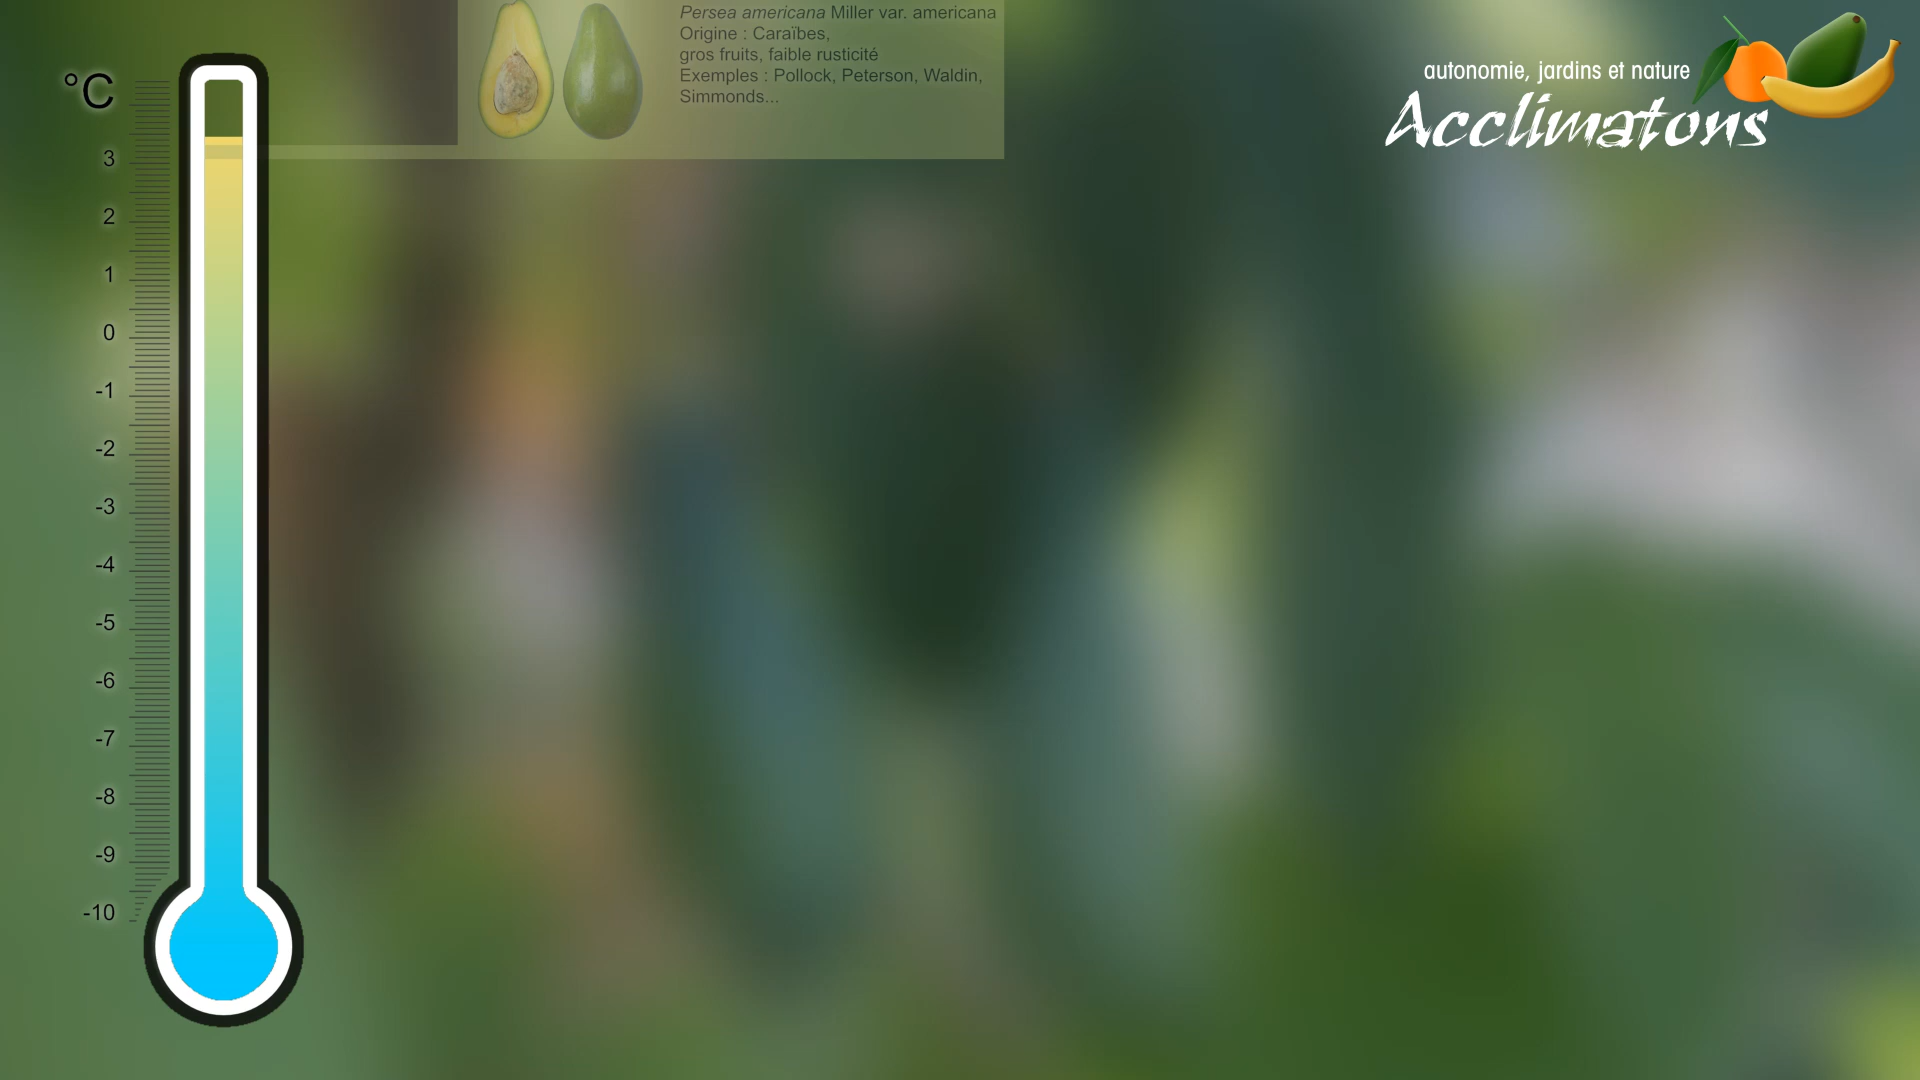 Persea americana Miller var. americana
Origine : Caraïbes,
gros fruits, faible rusticité
Exemples : Pollock, Peterson, Waldin,
Simmonds...
autonomie, jardins et nature
Acclimatons
°C
3
2
1
0
-1
-2
-3
-4
-5
-6
-7
-8
-9
-10